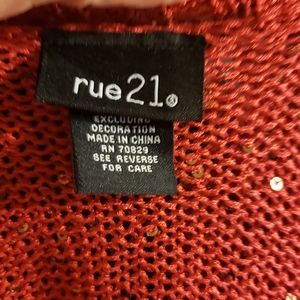 rue21
EXCLUDING
DECORATION
MADE IN CHINA
RN 70829
SEE REVERSE
FOR CARE